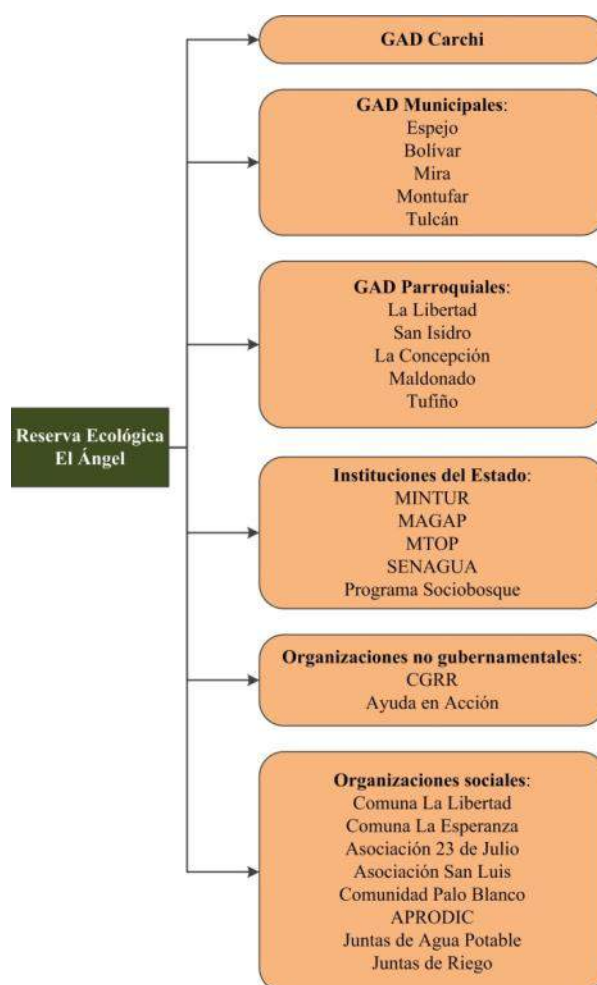 GAD Carchi
GAD Municipales:
Espejo
Bolívar
Mira
Montufar
Tulcán
GAD Parroquiales:
La Libertad
San Isidro
La Concepción
Maldonado
Tufiño
Reserva Ecológica
El Ángel
Instituciones del Estado:
MINTUR
MAGAP
MTOP
SENAGUA
Programa Sociobosque
Organizaciones no gubernamentales:
CGRR
Ayuda en Acción
Organizaciones sociales:
Comuna La Libertad
Comuna La Esperanza
Asociación 23 de Julio
Asociación San Luis
Comunidad Palo Blanco
APRODIC
Juntas de Agua Potable
Juntas de Riego